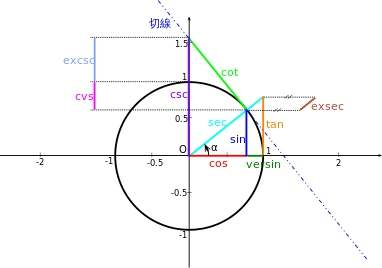 切線
1.5
excsc
cot
1
cvs
csc
exsec
0.5
sec
tan
sin
O
α
1
-2
-1
-0.5
cos
versin
2
-0.5
-1